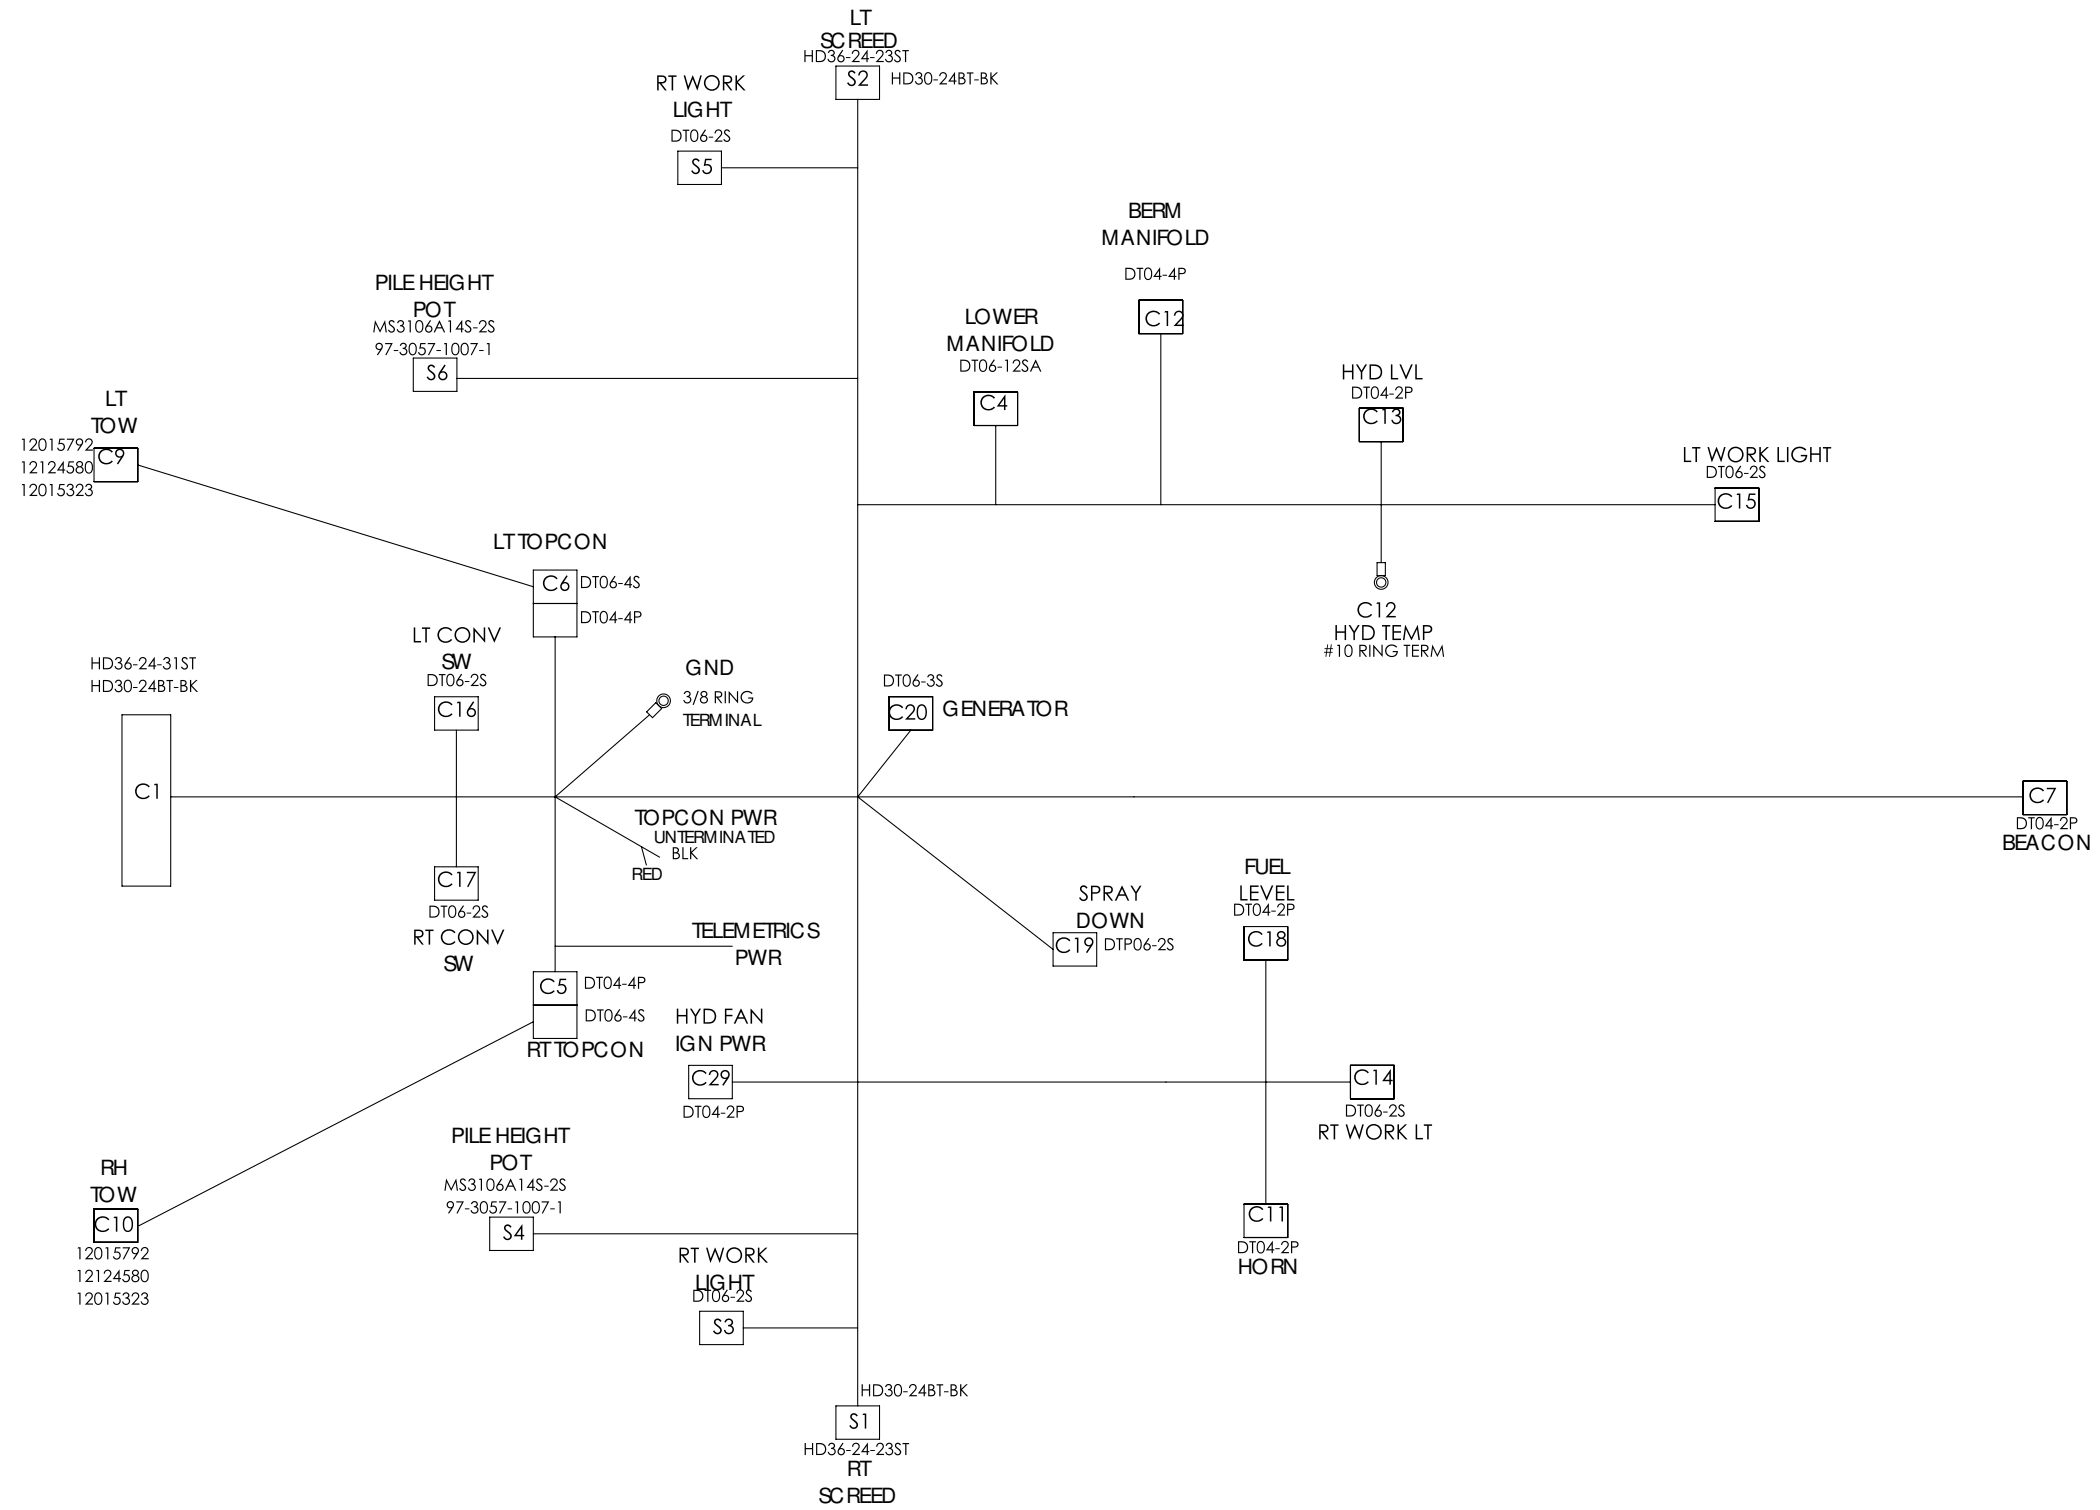 LT
SCREED
HD36-24-23ST
S2
HD30-24BT-BK
RT WORK
LIGHT
DT06-2S
S5
BERM
MANIFOLD
DT04-4P
C12
PILE HEIGHT
POT
MS3106A14S-2S
97-3057-1007-1
S6
LOWER
MANIFOLD
DT06-12SA
C4
HYD LVL
DT04-2P
C13
LT
TOW
12015792
12124580
12015323
C9
LT WORK LIGHT
DT06-2S
C15
LT TOPCON
C6
DT06-4S
DT04-4P
C12
HYD TEMP
#10 RING TERM
LT CONV
SW
DT06-2S
C16
HD36-24-31ST
HD30-24BT-BK
C1
GND
3/8 RING
TERMINAL
DT06-3S
C20
GENERATOR
TOPCON PWR
UNTERMINATED
BLK
RED
C7
DT04-2P
BEACON
C17
DT06-2S
RT CONV
SW
FUEL
LEVEL
DT04-2P
C18
SPRAY
DOWN
C19
DTP06-2S
TELEMETRICS
PWR
C5
DT04-4P
DT06-4S
RT TOPCON
HYD FAN
IGN PWR
C29
DT04-2P
C14
DT06-2S
RT WORK LT
PILE HEIGHT
POT
MS3106A14S-2S
97-3057-1007-1
S4
RH
TOW
C10
12015792
12124580
12015323
C11
DT04-2P
HORN
RT WORK
LIGHT
DT06-2S
S3
HD30-24BT-BK
S1
HD36-24-23ST
RT
SCREED